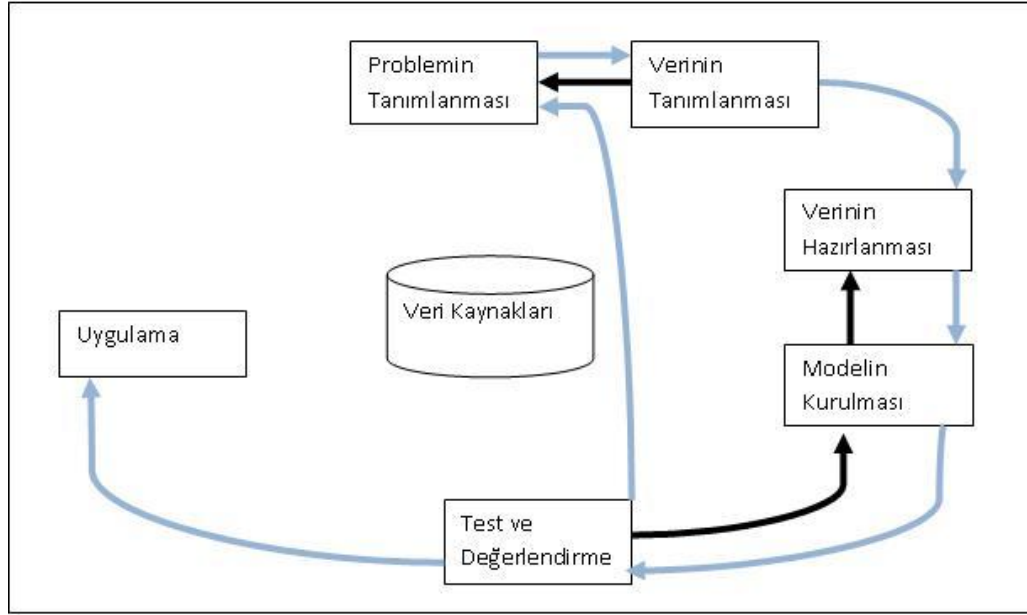 Problemin
Tanımlanması
Verinin
Tanımlanması
Verinin
Hazırlanması
Veri Kaynakları
Uygulama
Modelin
Kurulması
Test ve
Değerlendirme